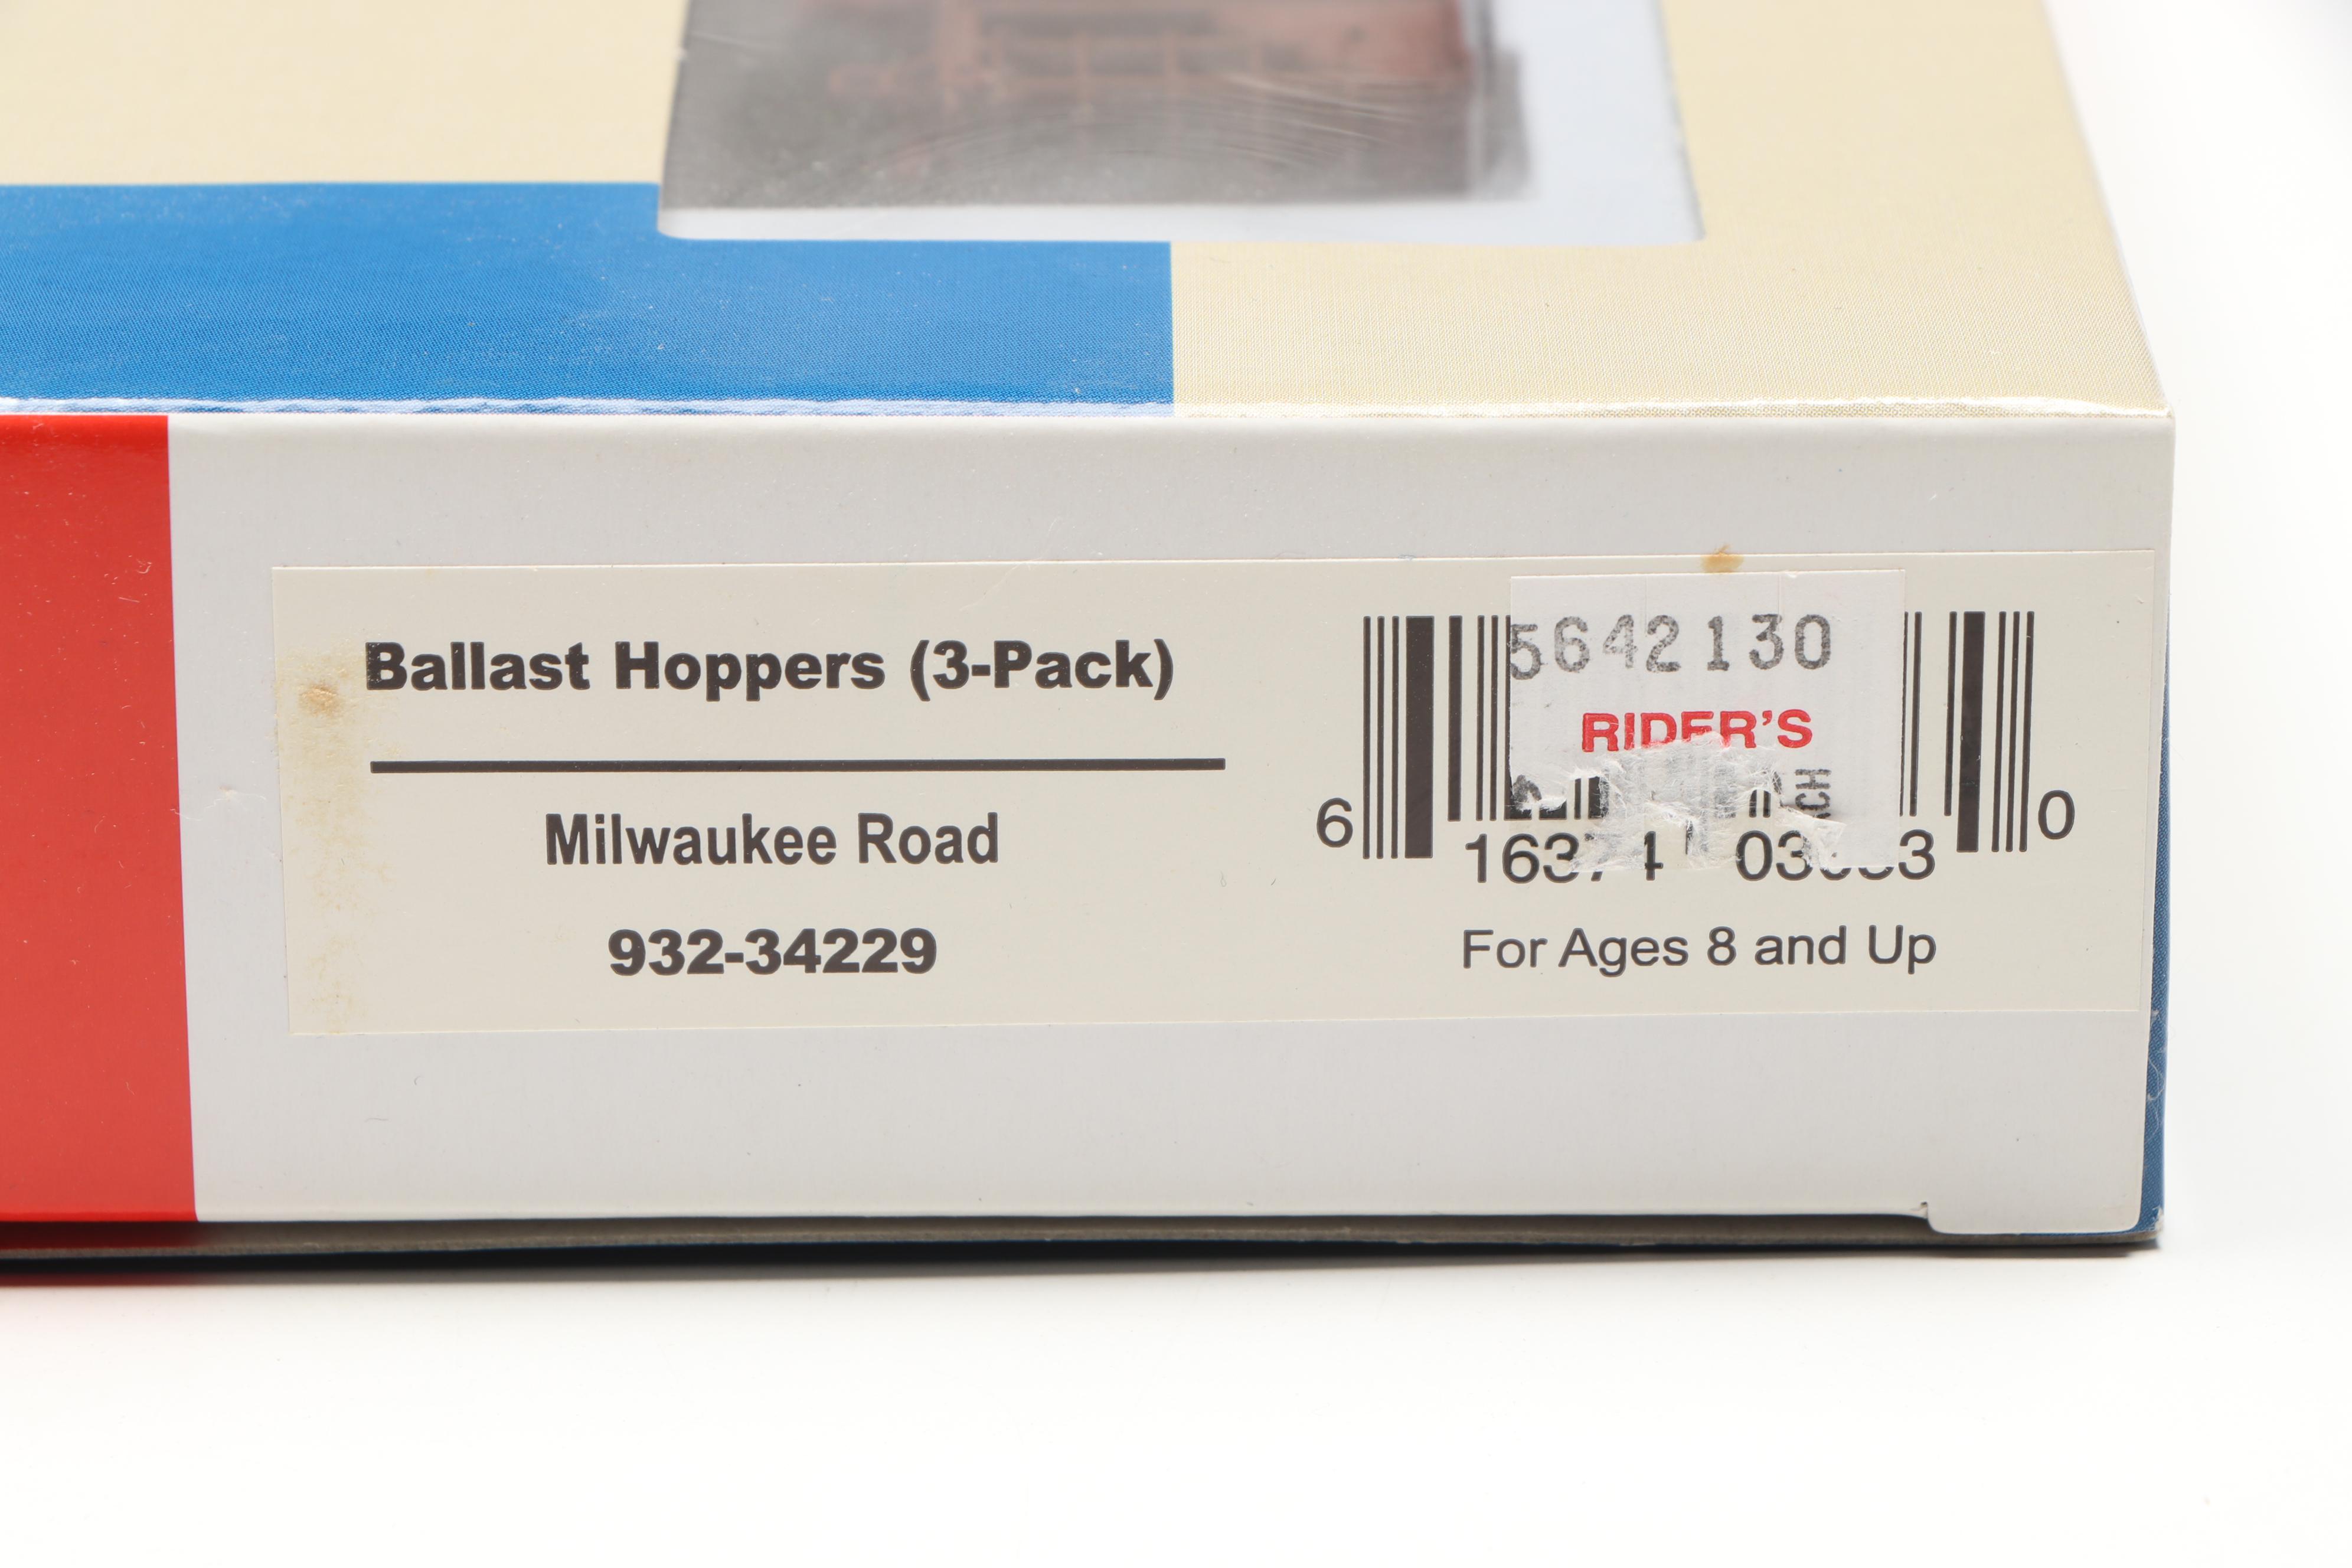 Ballast Hoppers (3-Pack)
Milwaukee Road
932-34229
5642130
RIDER'S
6 0
For Ages 8 and Up